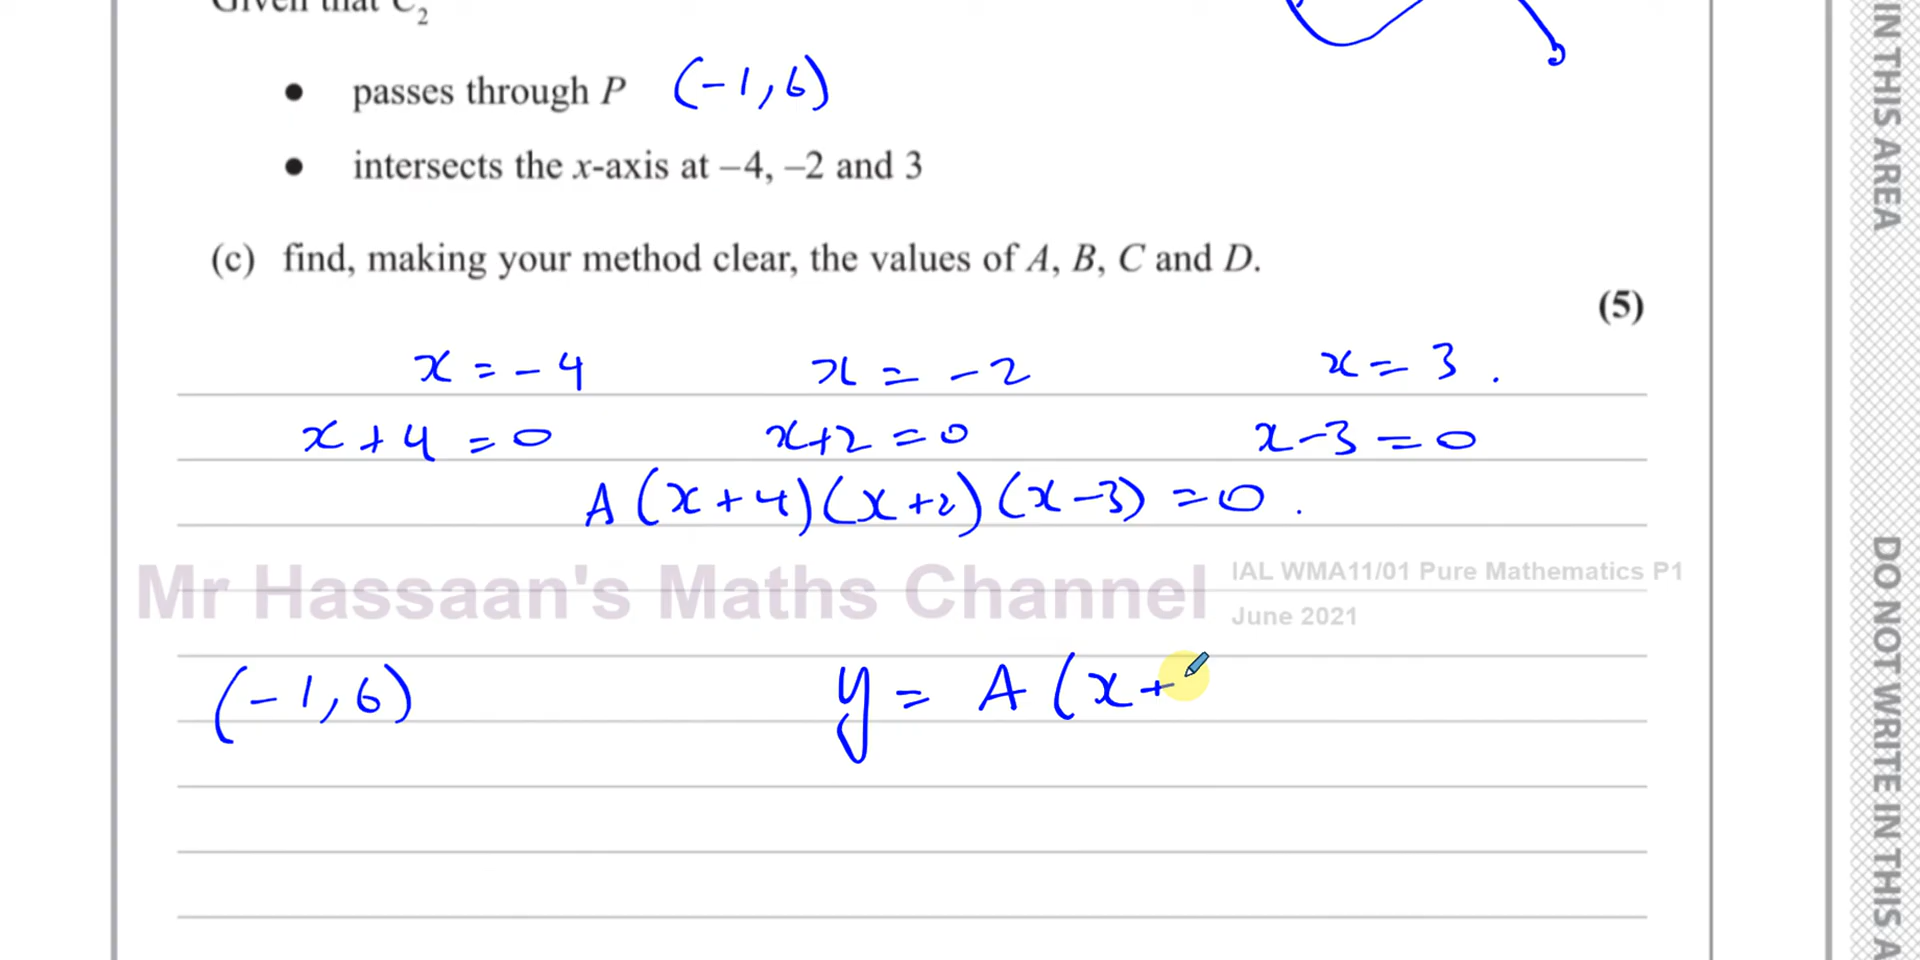 Given that C2
• passes through P (-1, 6)
• intersects the x-axis at –4, –2 and 3
(c) find, making your method clear, the values of A, B, C and D.
(5)
x = -4 x = -2 x = 3 .
x + 4 = 0 x+2 = 0 x-3 = 0
A (x + 4) (x +2) (x -3) = 0 .
Mr Hassaan's Maths Channel
IAL WMA11/01 Pure Mathematics P1
June 2021
(-1, 6) y = A (x +
IN THIS AREA
DO NOT WRITE IN THIS A